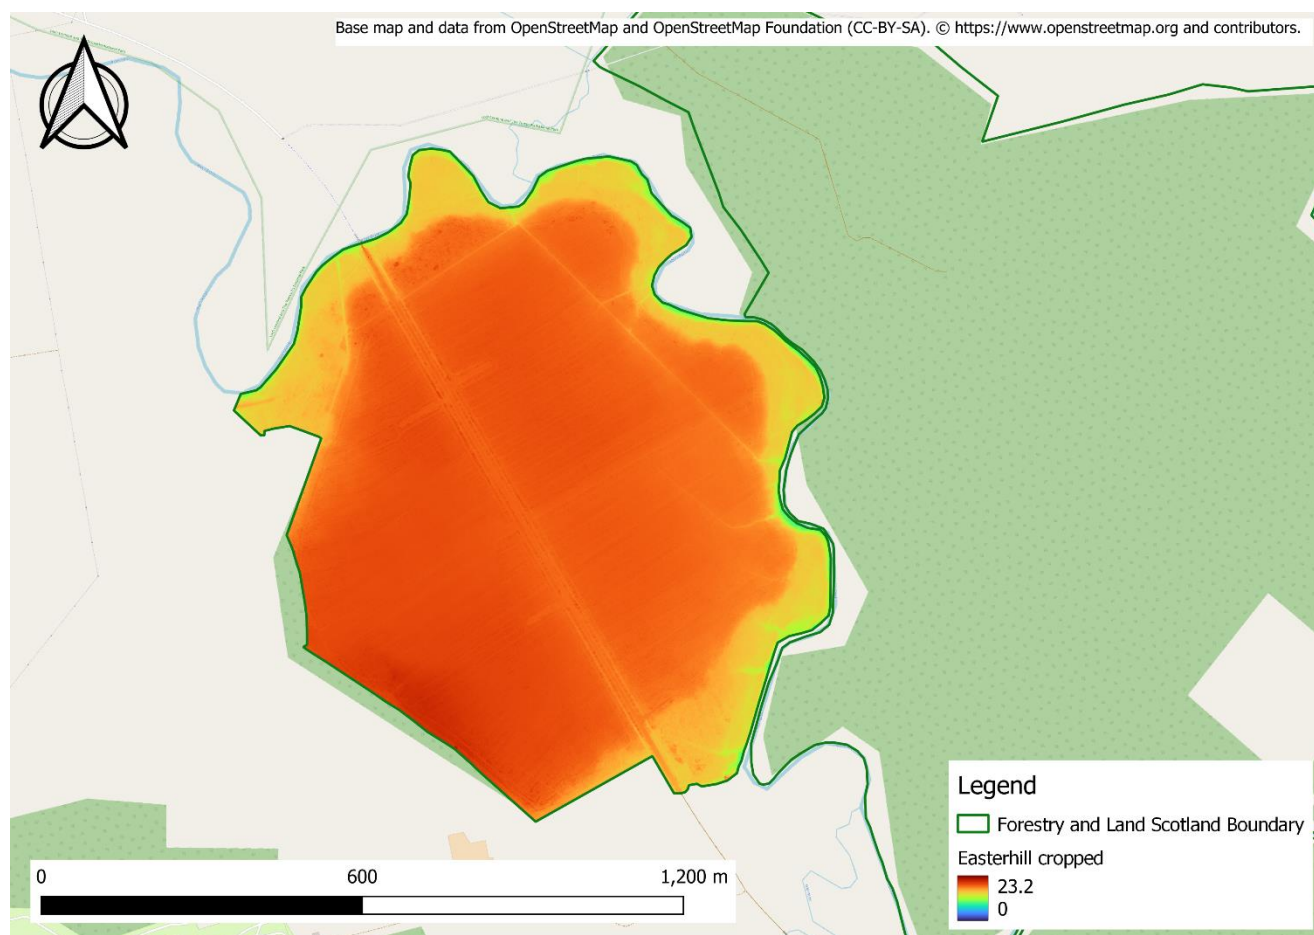 Base map and data from OpenStreetMap and OpenStreetMap Foundation (CC-BY-SA). © https://www.openstreetmap.org and contributors.
Legend
Forestry and Land Scotland Boundary
Easterhill cropped
23.2
0
0 600 1,200 m